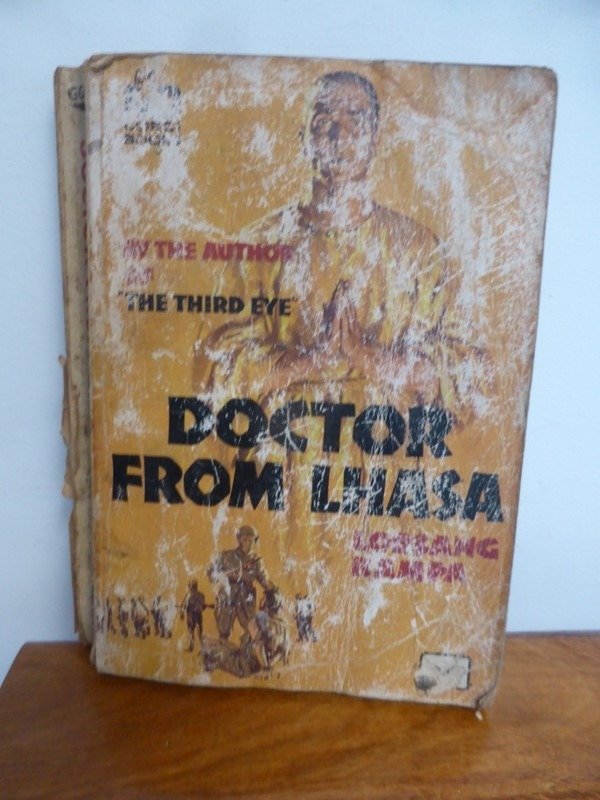 BY THE AUTHOR
OF
"THE THIRD EYE"
DOCTOR
FROM LHASA
LOBSANG
RAMPA